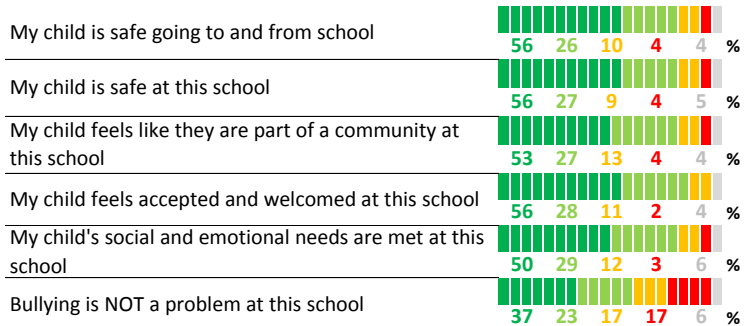 My child is safe going to and from school
56 26 10 4 4 %
My child is safe at this school
56 27 9 4 5 %
My child feels like they are part of a community at
this school
53 27 13 4 4 %
My child feels accepted and welcomed at this school
56 28 11 2 4 %
My child's social and emotional needs are met at this
school
50 29 12 3 6 %
Bullying is NOT a problem at this school
37 23 17 17 6 %